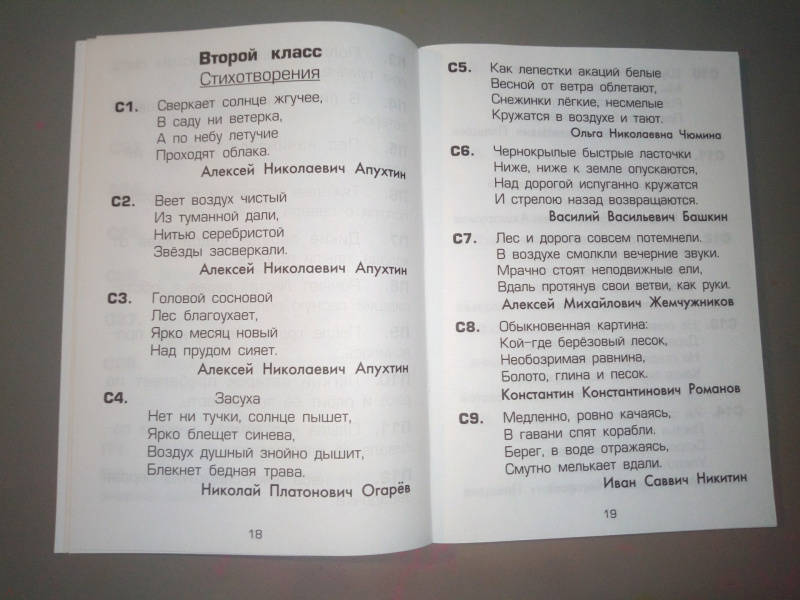 Второй класс
Стихотворения
С1. Сверкает солнце жгучее,
В саду ни ветерка,
А по небу летучие
Проходят облака.
Алексей Николаевич Апухтин
С2. Веет воздух чистый
Из туманной дали,
Нитью серебристой
Звёзды засверкали.
Алексей Николаевич Апухтин
С3. Головой сосновой
Лес благоухает,
Ярко месяц новый
Над прудом сияет.
Алексей Николаевич Апухтин
С4. Засуха
Нет ни тучки, солнце пышет,
Ярко блещет синева,
Воздух душный знойно дышит,
Блекнет бедная трава.
Николай Платонович Огарёв
18
С5. Как лепестки акаций белые
Весной от ветра облетают,
Снежинки лёгкие, несмелые
Кружатся в воздухе и тают.
Ольга Николаевна Чюмина
С6. Чернокрылые быстрые ласточки
Ниже, ниже к земле опускаются,
Над дорогой испуганно кружатся
И стрелою назад возвращаются.
Василий Васильевич Башкин
С7. Лес и дорога совсем потемнели.
В воздухе смолкли вечерние звуки.
Мрачно стоят неподвижные ели,
Вдаль протянув свои ветви, как руки.
Алексей Михайлович Жемчужников
С8. Обыкновенная картина:
Кой-где берёзовый лесок,
Необозримая равнина,
Болото, глина и песок.
Константин Константинович Романов
С9. Медленно, ровно качаясь,
В гавани спят корабли.
Берег, в воде отражаясь,
Смутно мелькает вдали.
Иван Саввич Никитин
19